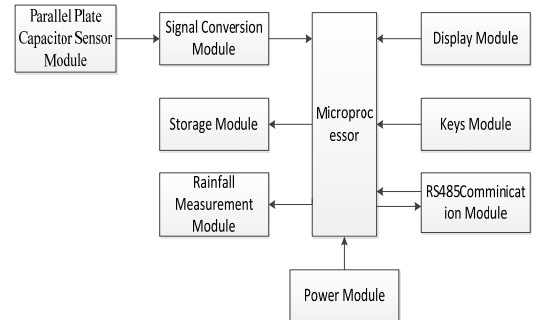 Parallel Plate
Capacitor Sensor
Module
Signal Conversion
Module
Display Module
Microproc
essor
Storage Module
Keys Module
Rainfall
Measurement
Module
RS485Comminicat
ion Module
Power Module